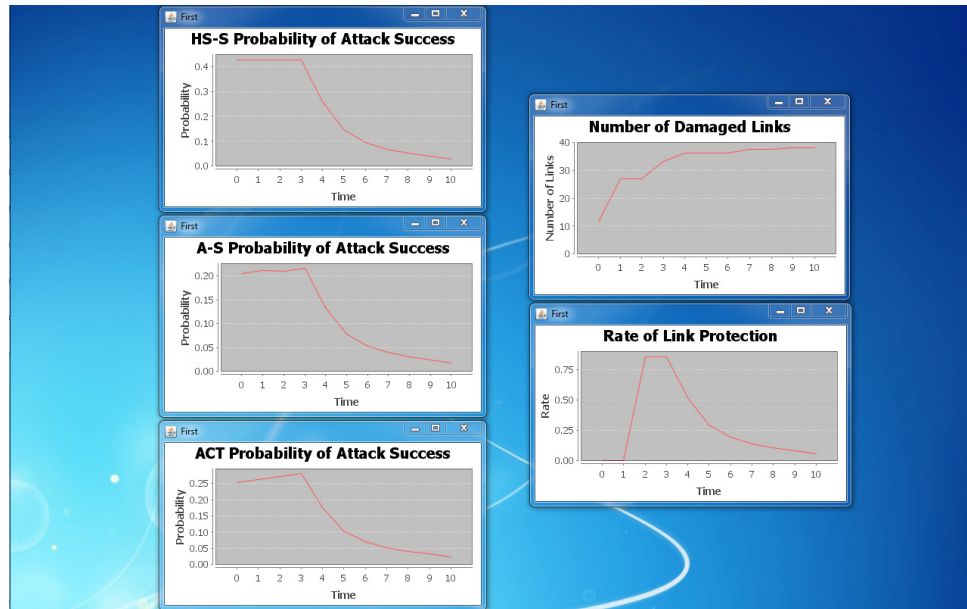 First
HS-S Probability of Attack Success
Probability
0.4
0.3
0.2
0.1
0.0
0 1 2 3 4 5 6 7 8 9 10
Time
First
A-S Probability of Attack Success
Probability
0.20
0.15
0.10
0.05
0.00
0 1 2 3 4 5 6 7 8 9 10
Time
First
ACT Probability of Attack Success
Probability
0.25
0.20
0.15
0.10
0.05
0.00
0 1 2 3 4 5 6 7 8 9 10
Time
First
Number of Damaged Links
Number of Links
40
30
20
10
0
0 1 2 3 4 5 6 7 8 9 10
Time
First
Rate of Link Protection
Rate
0.75
0.50
0.25
0.00
0 1 2 3 4 5 6 7 8 9 10
Time